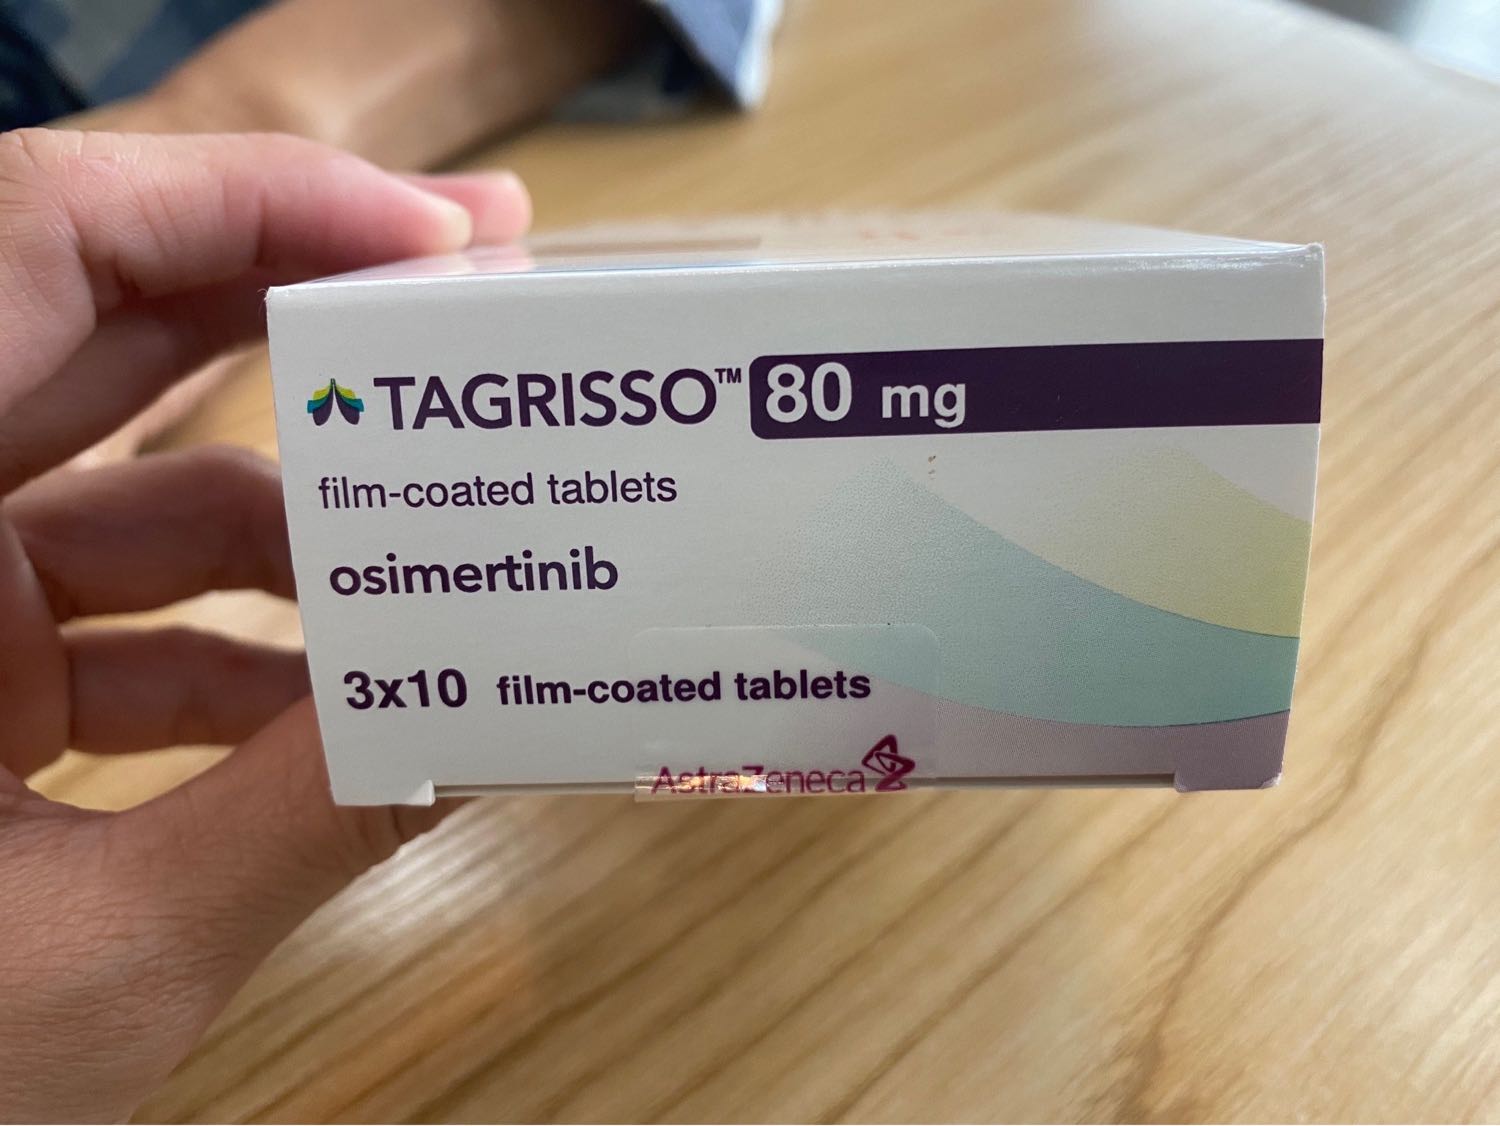 TAGRISSO™ 80 mg
film-coated tablets
osimertinib
3x10 film-coated tablets
AstraZeneca